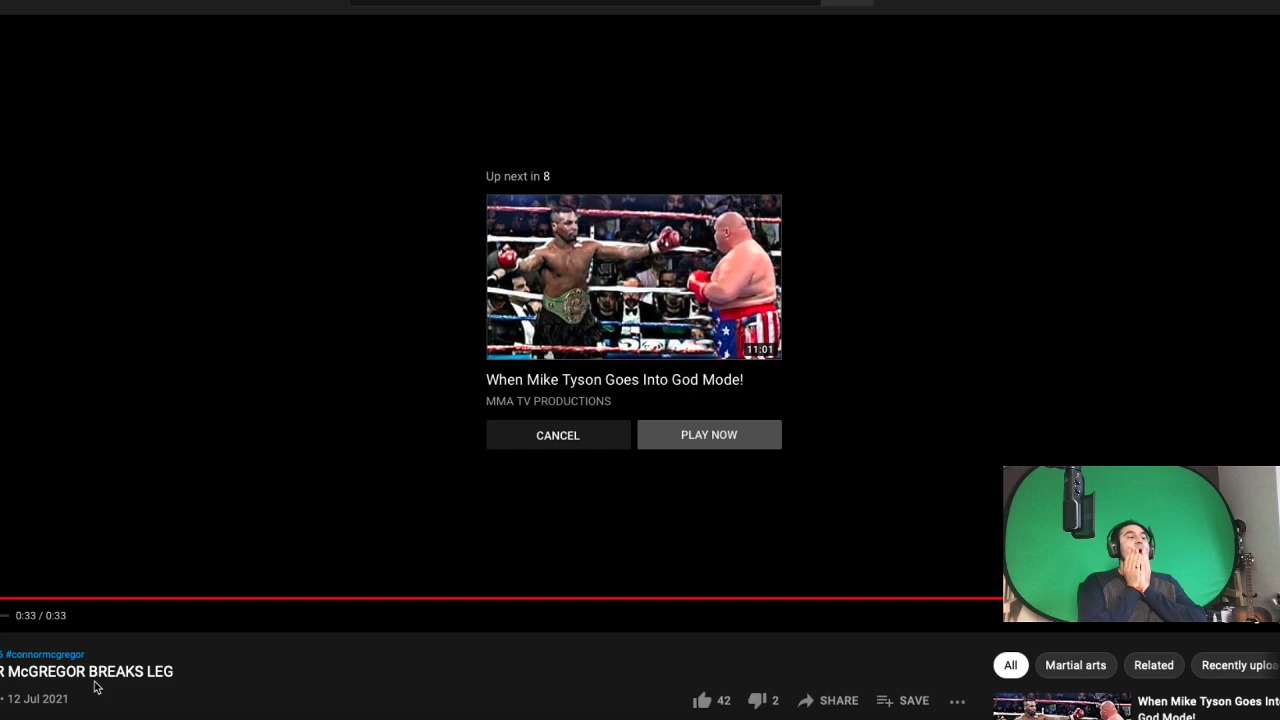 Up next in 8
11:01
When Mike Tyson Goes Into God Mode!
MMA TV PRODUCTIONS
CANCEL
PLAY NOW
0:33 / 0:33
#connormcgregor
R McGREGOR BREAKS LEG
• 12 Jul 2021
42
2
SHARE
SAVE
All
Martial arts
Related
Recently uploa
When Mike Tyson Goes Int
God Mode!